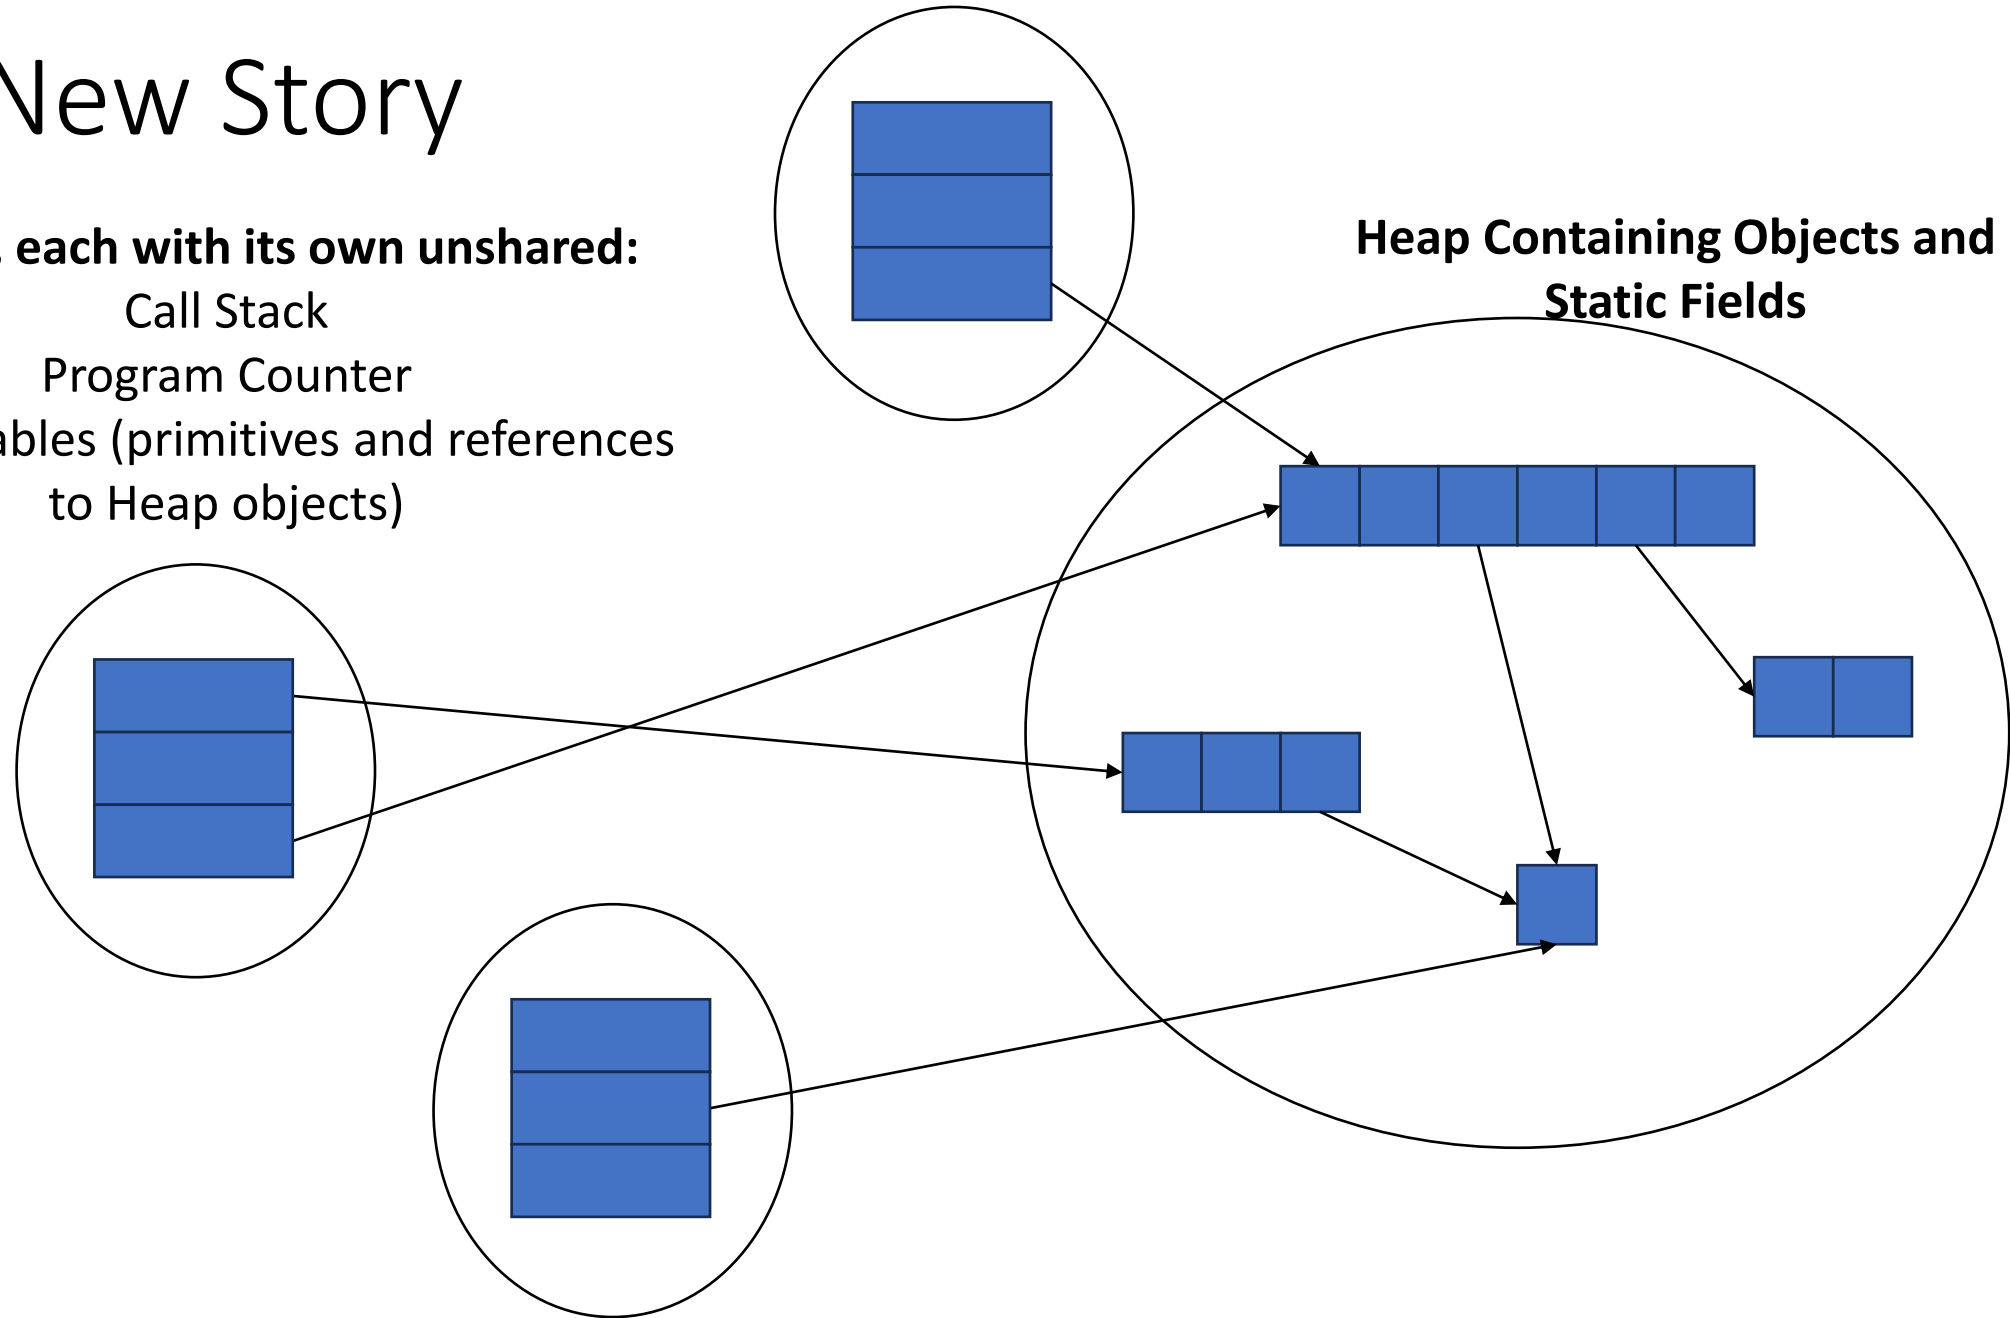 New Story
each with its own unshared:
Call Stack
Program Counter
ables (primitives and references
to Heap objects)
Heap Containing Objects and
Static Fields